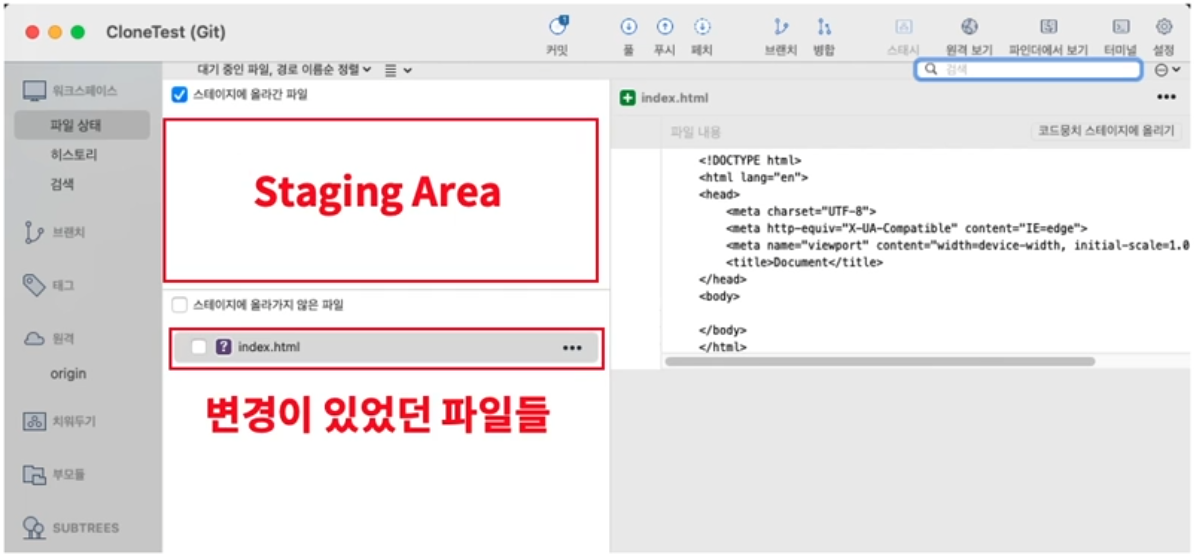 CloneTest (Git)
커밋
풀
푸시
페치
브랜치
병합
스태시
원격 보기
파인더에서 보기
터미널
설정
대기 중인 파일, 경로 이름순 정렬
검색
워크스페이스
파일 상태
히스토리
검색
브랜치
태그
원격
origin
치워두기
부모듈
SUBTREES
스테이지에 올라간 파일
Staging Area
스테이지에 올라가지 않은 파일
? index.html
변경이 있었던 파일들
index.html
파일 내용
코드뭉치 스테이지에 올리기
<!DOCTYPE html>
<html lang="en">
<head>
<meta charset="UTF-8">
<meta http-equiv="X-UA-Compatible" content="IE=edge">
<meta name="viewport" content="width=device-width, initial-scale=1.0
<title>Document</title>
</head>
<body>
</body>
</html>